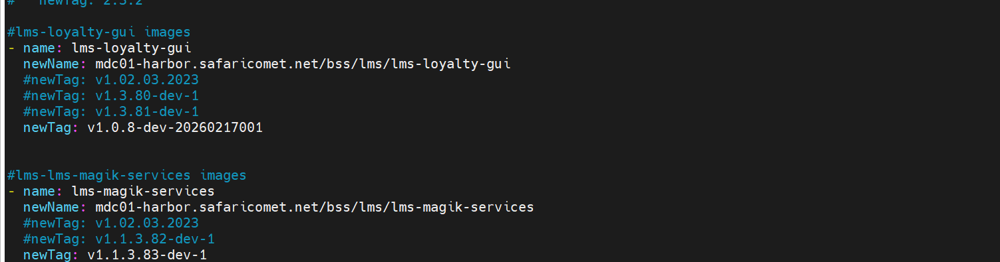 #   newTag: 2.3.2
#lms-loyalty-gui images
- name: lms-loyalty-gui
  newName: mdc01-harbor.safaricomet.net/bss/lms/lms-loyalty-gui
  #newTag: v1.02.03.2023
  #newTag: v1.3.80-dev-1
  #newTag: v1.3.81-dev-1
  newTag: v1.0.8-dev-20260217001
#lms-lms-magik-services images
- name: lms-magik-services
  newName: mdc01-harbor.safaricomet.net/bss/lms/lms-magik-services
  #newTag: v1.02.03.2023
  #newTag: v1.1.3.82-dev-1
  newTag: v1.1.3.83-dev-1